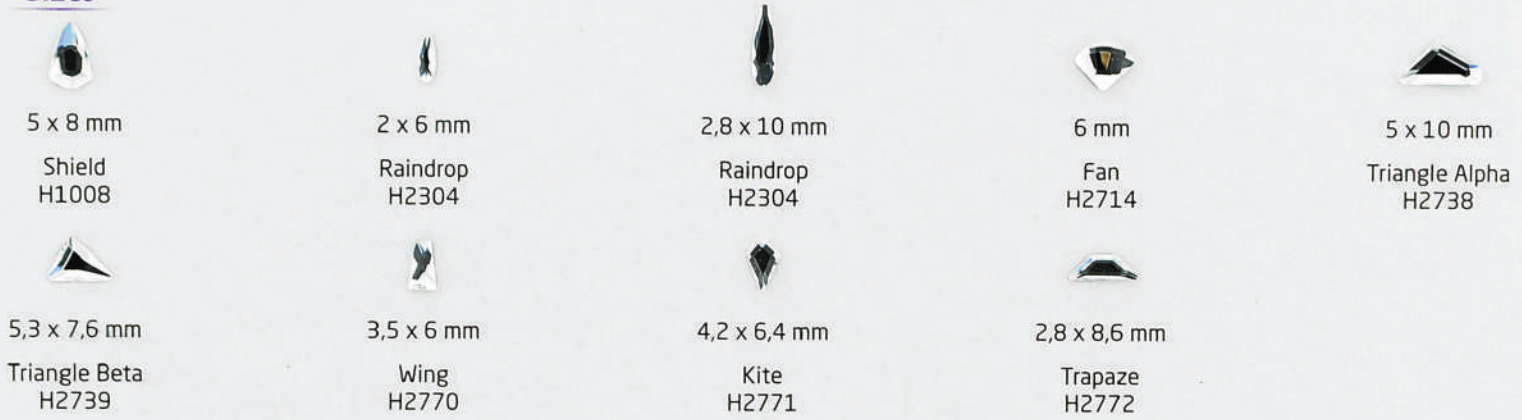 5 x 8 mm
Shield
H1008
2 x 6 mm
Raindrop
H2304
2,8 x 10 mm
Raindrop
H2304
6 mm
Fan
H2714
5 x 10 mm
Triangle Alpha
H2738
5,3 x 7,6 mm
Triangle Beta
H2739
3,5 x 6 mm
Wing
H2770
4,2 x 6,4 mm
Kite
H2771
2,8 x 8,6 mm
Trapaze
H2772